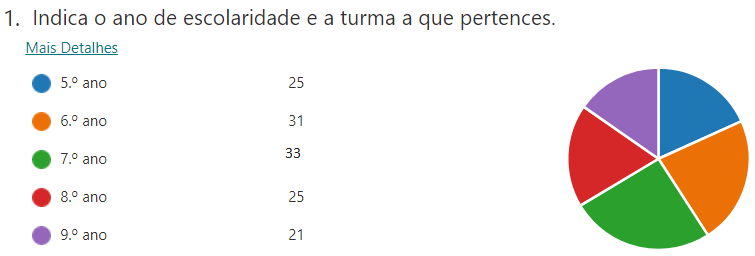 1. Indica o ano de escolaridade e a turma a que pertences.
Mais Detalhes
5.º ano 25
6.º ano 31
7.º ano 33
8.º ano 25
9.º ano 21